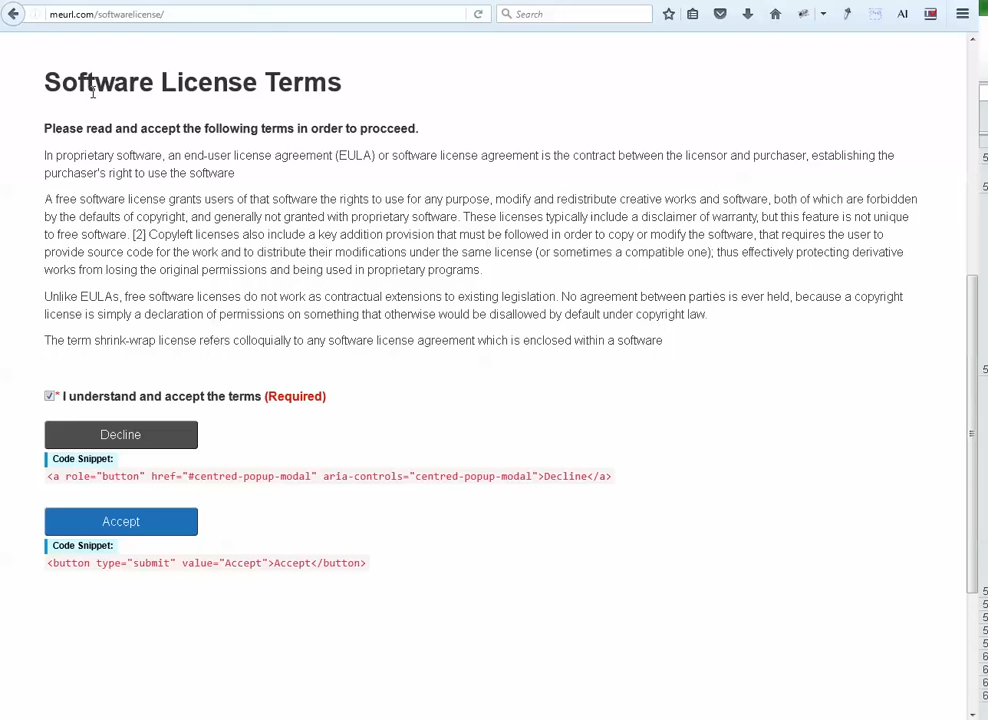 meurl.com/softwarelicense/
Search
AI
Software License Terms
Please read and accept the following terms in order to procceed.
In proprietary software, an end-user license agreement (EULA) or software license agreement is the contract between the licensor and purchaser, establishing the
purchaser's right to use the software
A free software license grants users of that software the rights to use for any purpose, modify and redistribute creative works and software, both of which are forbidden
by the defaults of copyright, and generally not granted with proprietary software. These licenses typically include a disclaimer of warranty, but this feature is not unique
to free software. [2] Copyleft licenses also include a key addition provision that must be followed in order to copy or modify the software, that requires the user to
provide source code for the work and to distribute their modifications under the same license (or sometimes a compatible one); thus effectively protecting derivative
works from losing the original permissions and being used in proprietary programs.
Unlike EULAs, free software licenses do not work as contractual extensions to existing legislation. No agreement between parties is ever held, because a copyright
license is simply a declaration of permissions on something that otherwise would be disallowed by default under copyright law.
The term shrink-wrap license refers colloquially to any software license agreement which is enclosed within a software
* I understand and accept the terms (Required)
Decline
Code Snippet:
<a role="button" href="#centred-popup-modal" aria-controls="centred-popup-modal">Decline</a>
Accept
Code Snippet:
<button type="submit" value="Accept">Accept</button>